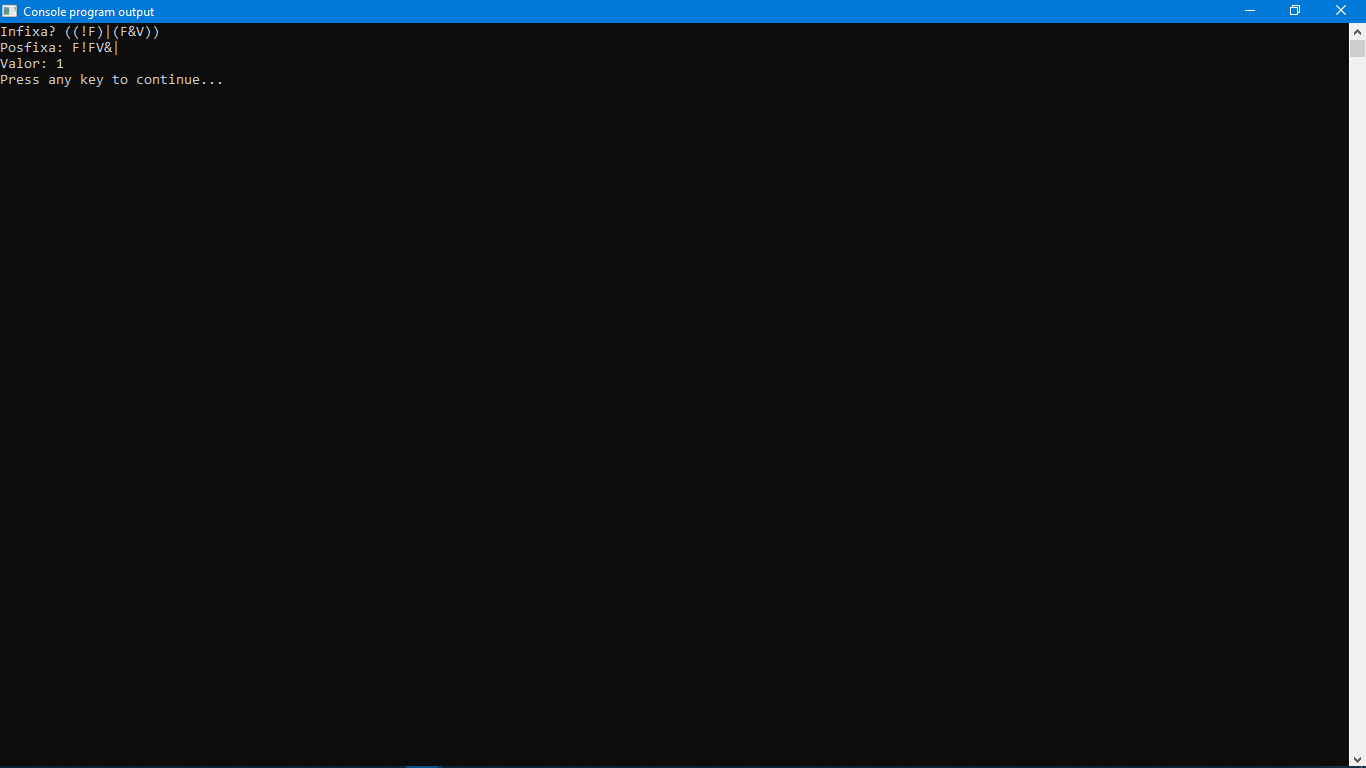 Console program output
Infixa? ((!F)|(F&V))
Posfixa: F!FV&|
Valor: 1
Press any key to continue...